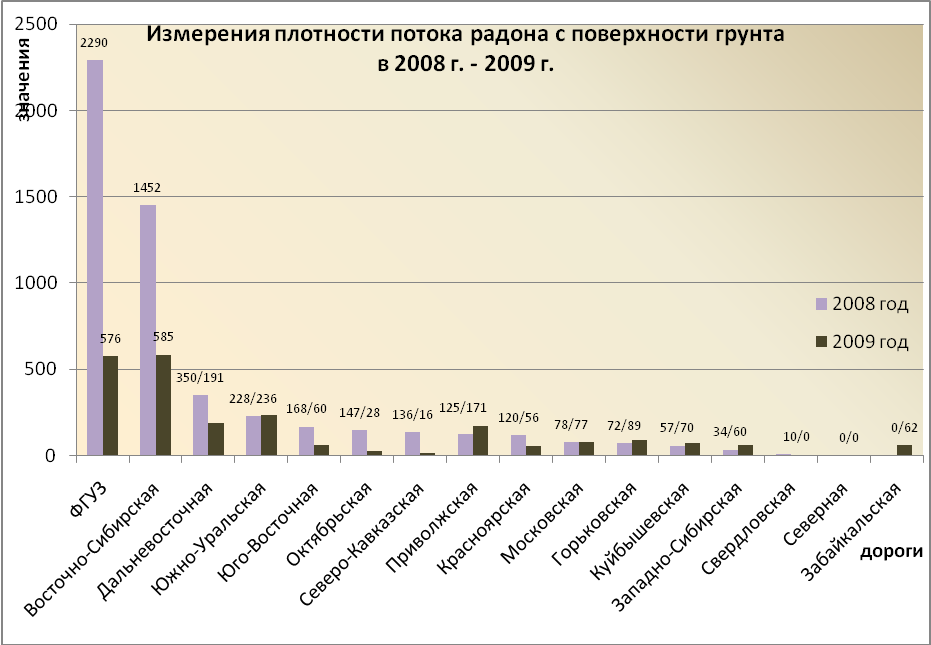 Измерения плотности потока радона с поверхности грунта
в 2008 г. - 2009 г.
значения
2500
2000
1500
1000
500
0
2290
576
1452
585
350/191
228/236
168/60
147/28
136/16
125/171
120/56
78/77
72/89
57/70
34/60
10/0
0/0
0/62
2008 год
2009 год
ФГУЗ
Восточно-Сибирская
Дальневосточная
Южно-Уральская
Юго-Восточная
Октябрьская
Северо-Кавказская
Приволжская
Красноярская
Московская
Горьковская
Куйбышевская
Западно-Сибирская
Свердловская
Северная
Забайкальская
дороги